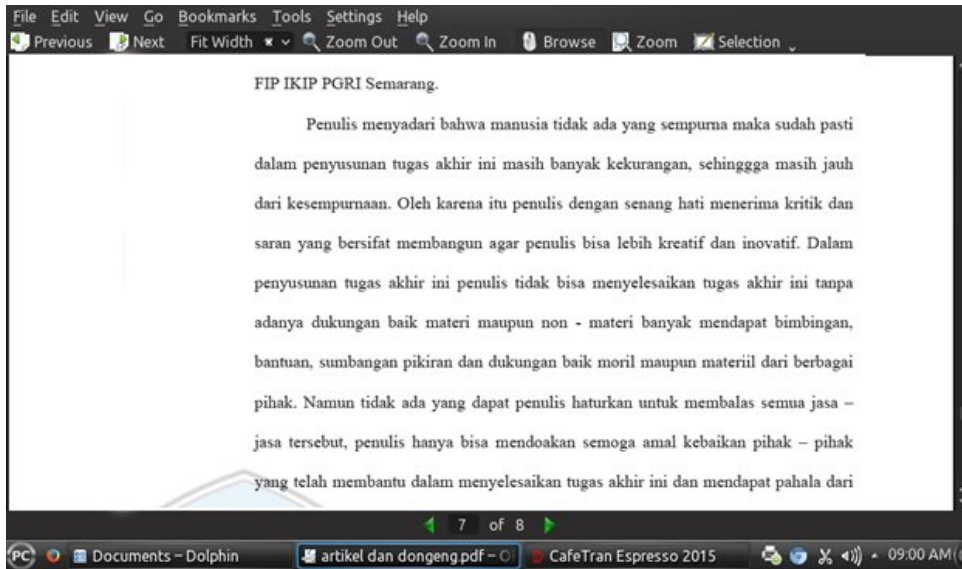 File Edit View Go Bookmarks Tools Settings Help
Previous Next Fit Width Zoom Out Zoom In Browse Zoom Selection
FIP IKIP PGRI Semarang.
Penulis menyadari bahwa manusia tidak ada yang sempurna maka sudah pasti
dalam penyusunan tugas akhir ini masih banyak kekurangan, sehinggga masih jauh
dari kesempurnaan. Oleh karena itu penulis dengan senang hati menerima kritik dan
saran yang bersifat membangun agar penulis bisa lebih kreatif dan inovatif. Dalam
penyusunan tugas akhir ini penulis tidak bisa menyelesaikan tugas akhir ini tanpa
adanya dukungan baik materi maupun non - materi banyak mendapat bimbingan,
bantuan, sumbangan pikiran dan dukungan baik moril maupun materiil dari berbagai
pihak. Namun tidak ada yang dapat penulis haturkan untuk membalas semua jasa –
jasa tersebut, penulis hanya bisa mendoakan semoga amal kebaikan pihak – pihak
yang telah membantu dalam menyelesaikan tugas akhir ini dan mendapat pahala dari
7 of 8
PC Documents – Dolphin artikel dan dongeng.pdf – O CafeTran Espresso 2015 09:00 AM